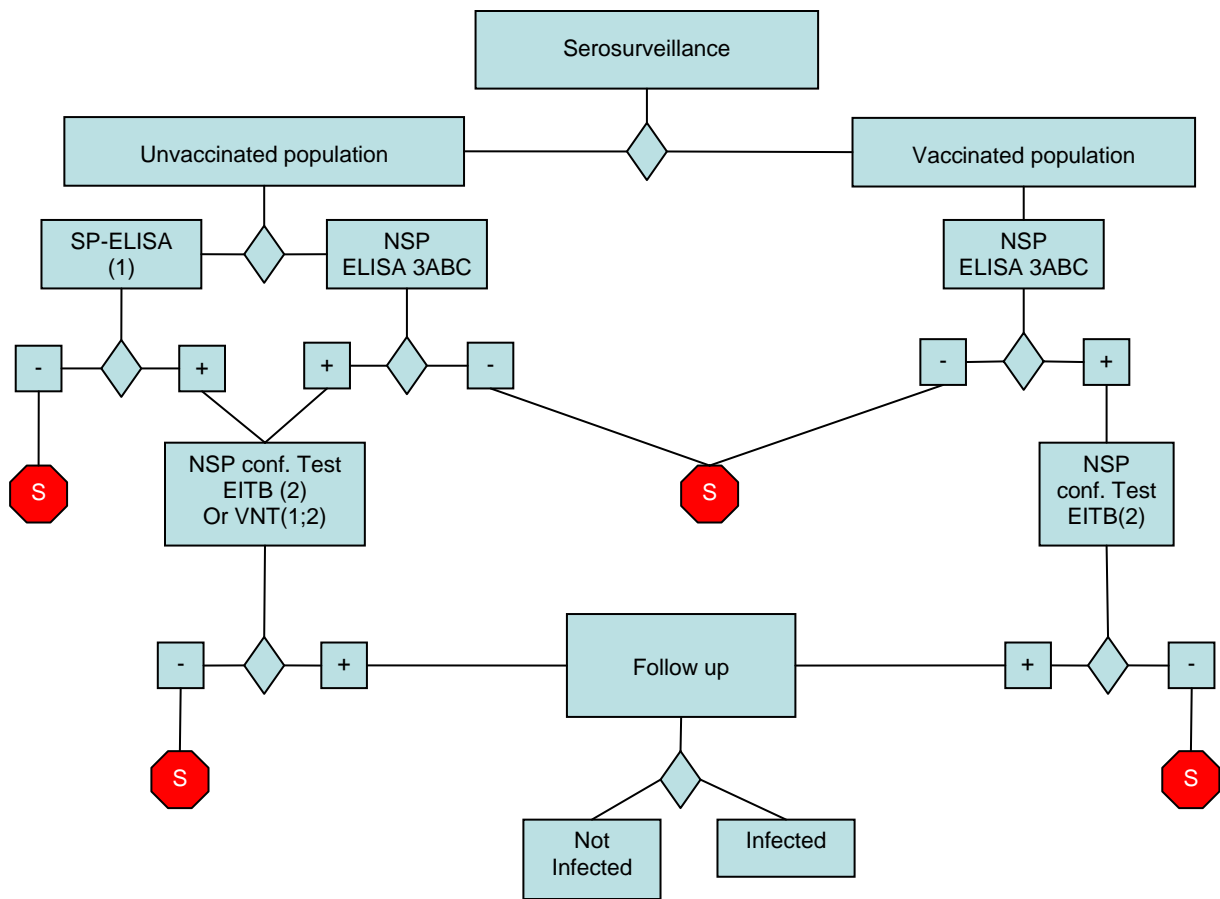 Serosurveillance
Unvaccinated population
Vaccinated population
SP-ELISA
(1)
NSP
ELISA 3ABC
NSP
ELISA 3ABC
-
+
+
-
-
+
S
NSP conf. Test
EITB (2)
Or VNT(1;2)
S
NSP
conf. Test
EITB(2)
-
+
Follow up
+
-
S
S
Not
Infected
Infected